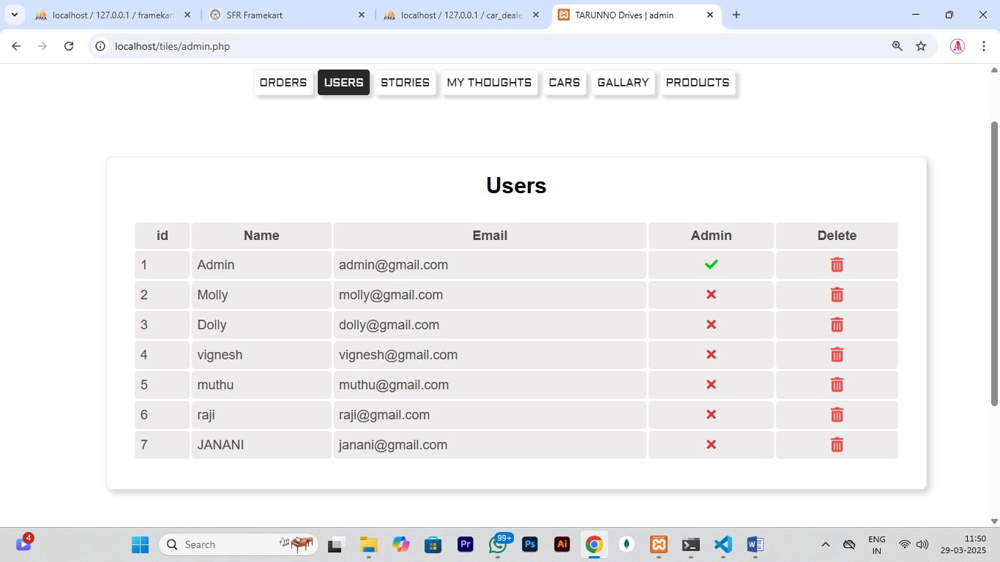 localhost / 127.0.0.1 / framekart
SFR Framekart
localhost / 127.0.0.1 / car_deale
TARUNNO Drives | admin
localhost/tiles/admin.php
ORDERS USERS STORIES MY THOUGHTS CARS GALLARY PRODUCTS
Users
id Name Email Admin Delete
1 Admin admin@gmail.com
2 Molly molly@gmail.com
3 Dolly dolly@gmail.com
4 vignesh vignesh@gmail.com
5 muthu muthu@gmail.com
6 raji raji@gmail.com
7 JANANI janani@gmail.com
4
Search
Pr
99+
Ps
Ai
ENG
IN
11:50
29-03-2025